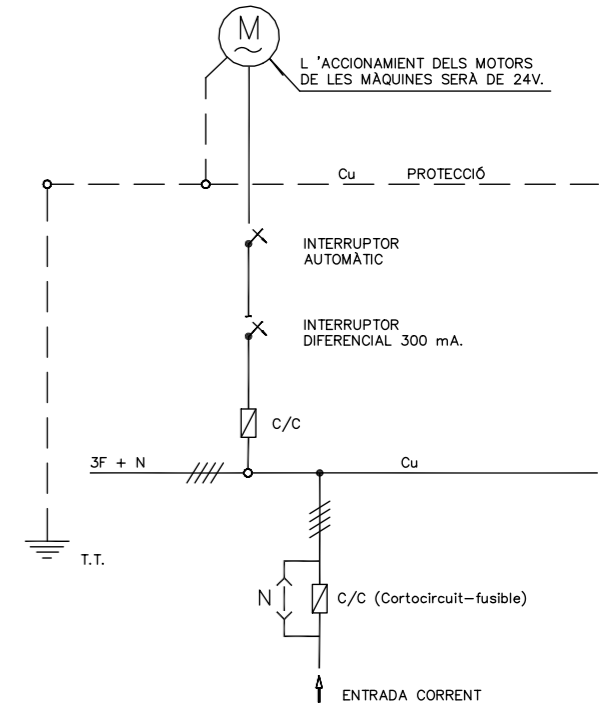 M
L 'ACCIONAMIENT DELS MOTORS
DE LES MÀQUINES SERÀ DE 24V.
Cu PROTECCIÓ
INTERRUPTOR
AUTOMÀTIC
INTERRUPTOR
DIFERENCIAL 300 mA.
C/C
3F + N
Cu
T.T.
N
C/C (Cortocircuit-fusible)
ENTRADA CORRENT